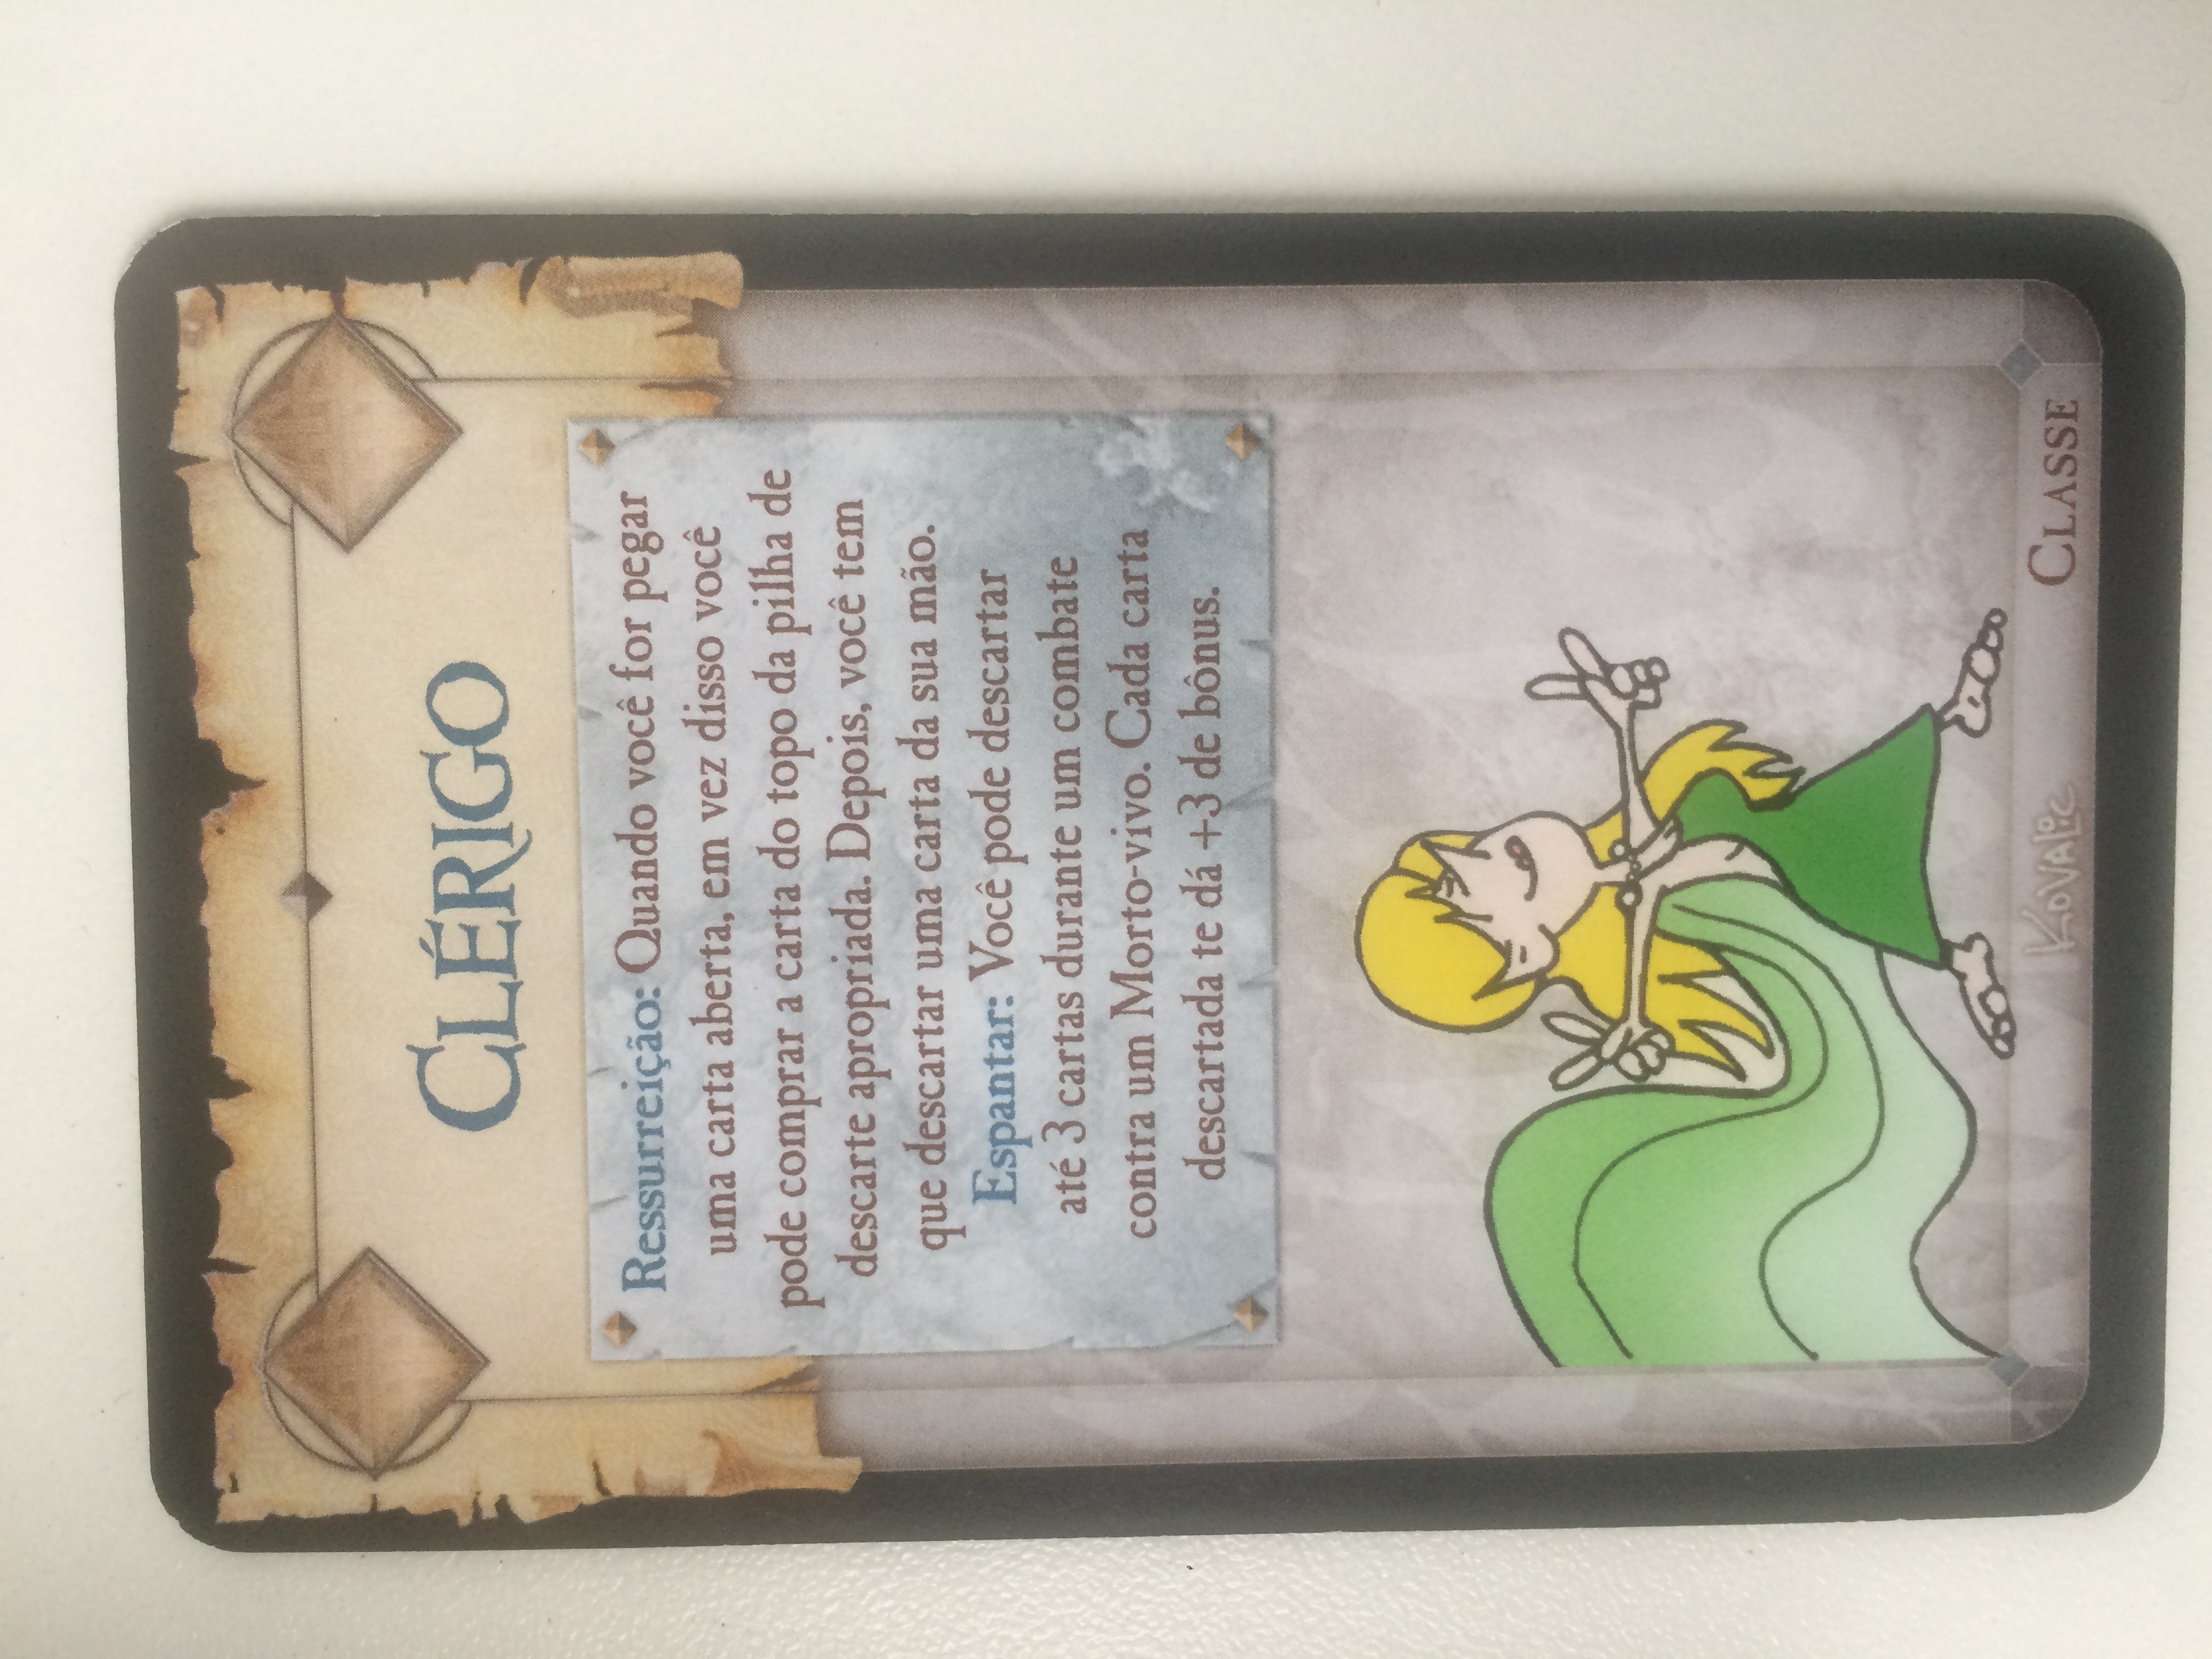 CLÉRIGO
Ressurreição: Quando você for pegar
uma carta aberta, em vez disso você
pode comprar a carta do topo da pilha de
descarte apropriada. Depois, você tem
que descartar uma carta da sua mão.
Espantar: Você pode descartar
até 3 cartas durante um combate
contra um Morto-vivo. Cada carta
descartada te dá +3 de bônus.
KOVALIC
CLASSE